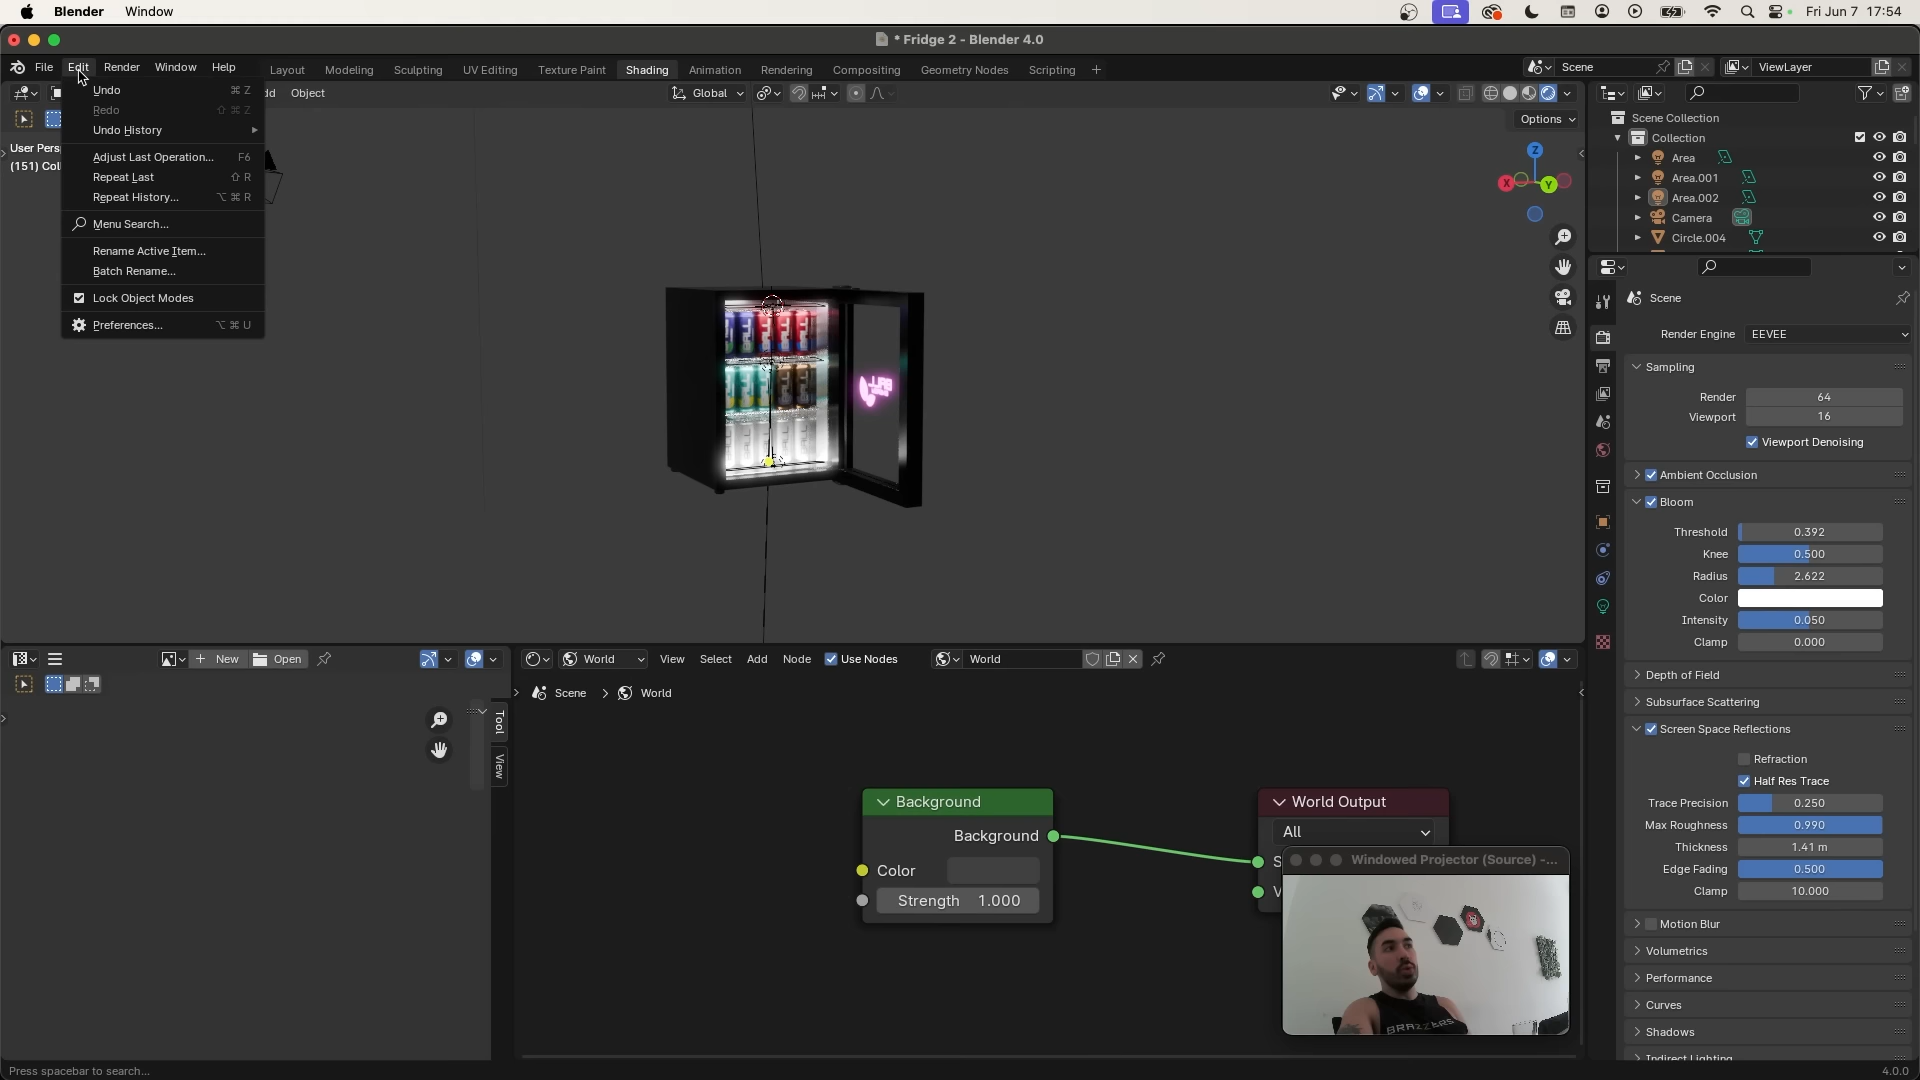 Blender Window Fri Jun 7 17:54
* Fridge 2 - Blender 4.0
File Edit Render Window Help Layout Modeling Sculpting UV Editing Texture Paint Shading Animation Rendering Compositing Geometry Nodes Scripting + Scene ViewLayer
dd Object Global
Options
Undo ⌘ Z
Redo ⇧ ⌘ Z
Undo History
Adjust Last Operation... F6
Repeat Last ⇧ R
Repeat History... ⌥ ⌘ R
Menu Search...
Rename Active Item...
Batch Rename...
Lock Object Modes
Preferences... ⌥ ⌘ U
User Pers
(151) Coll
Z
X Y
Scene Collection
Collection
Area
Area.001
Area.002
Camera
Circle.004
Scene
Render Engine EEVEE
Sampling
Render 64
Viewport 16
Viewport Denoising
Ambient Occlusion
Bloom
Threshold 0.392
Knee 0.500
Radius 2.622
Color
Intensity 0.050
Clamp 0.000
Depth of Field
Subsurface Scattering
Screen Space Reflections
Refraction
Half Res Trace
Trace Precision 0.250
Max Roughness 0.990
Thickness 1.41 m
Edge Fading 0.500
Clamp 10.000
Motion Blur
Volumetrics
Performance
Curves
Shadows
Indirect Lighting
+ New Open
Tool
View
World View Select Add Node Use Nodes World
Scene > World
Background
Background
Color
Strength 1.000
World Output
All
S
V
Windowed Projector (Source) -...
BRAZZERS
Press spacebar to search...
4.0.0